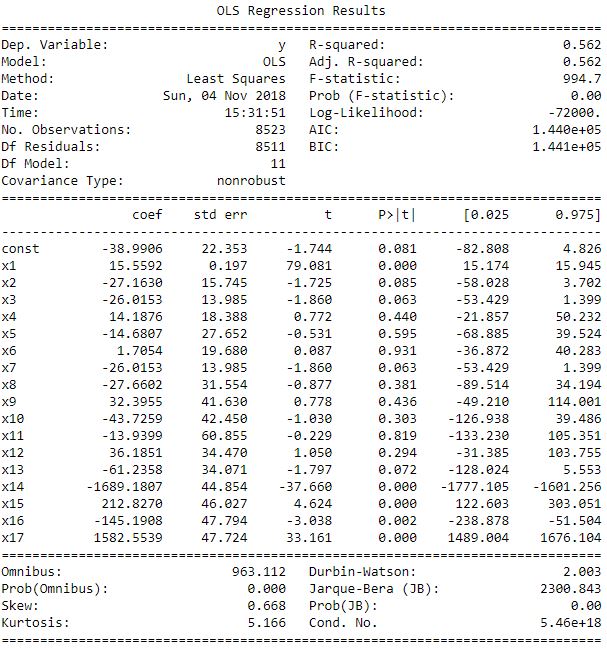 OLS Regression Results
==============================================================================
Dep. Variable: y R-squared: 0.562
Model: OLS Adj. R-squared: 0.562
Method: Least Squares F-statistic: 994.7
Date: Sun, 04 Nov 2018 Prob (F-statistic): 0.00
Time: 15:31:51 Log-Likelihood: -72000.
No. Observations: 8523 AIC: 1.440e+05
Df Residuals: 8511 BIC: 1.441e+05
Df Model: 11
Covariance Type: nonrobust
==============================================================================
coef std err t P>|t| [0.025 0.975]
------------------------------------------------------------------------------
const -38.9906 22.353 -1.744 0.081 -82.808 4.826
x1 15.5592 0.197 79.081 0.000 15.174 15.945
x2 -27.1630 15.745 -1.725 0.085 -58.028 3.702
x3 -26.0153 13.985 -1.860 0.063 -53.429 1.399
x4 14.1876 18.388 0.772 0.440 -21.857 50.232
x5 -14.6807 27.652 -0.531 0.595 -68.885 39.524
x6 1.7054 19.680 0.087 0.931 -36.872 40.283
x7 -26.0153 13.985 -1.860 0.063 -53.429 1.399
x8 -27.6602 31.554 -0.877 0.381 -89.514 34.194
x9 32.3955 41.630 0.778 0.436 -49.210 114.001
x10 -43.7259 42.450 -1.030 0.303 -126.938 39.486
x11 -13.9399 60.855 -0.229 0.819 -133.230 105.351
x12 36.1851 34.470 1.050 0.294 -31.385 103.755
x13 -61.2358 34.071 -1.797 0.072 -128.024 5.553
x14 -1689.1807 44.854 -37.660 0.000 -1777.105 -1601.256
x15 212.8270 46.027 4.624 0.000 122.603 303.051
x16 -145.1908 47.794 -3.038 0.002 -238.878 -51.504
x17 1582.5539 47.724 33.161 0.000 1489.004 1676.104
==============================================================================
Omnibus: 963.112 Durbin-Watson: 2.003
Prob(Omnibus): 0.000 Jarque-Bera (JB): 2300.843
Skew: 0.668 Prob(JB): 0.00
Kurtosis: 5.166 Cond. No. 5.46e+18
==============================================================================